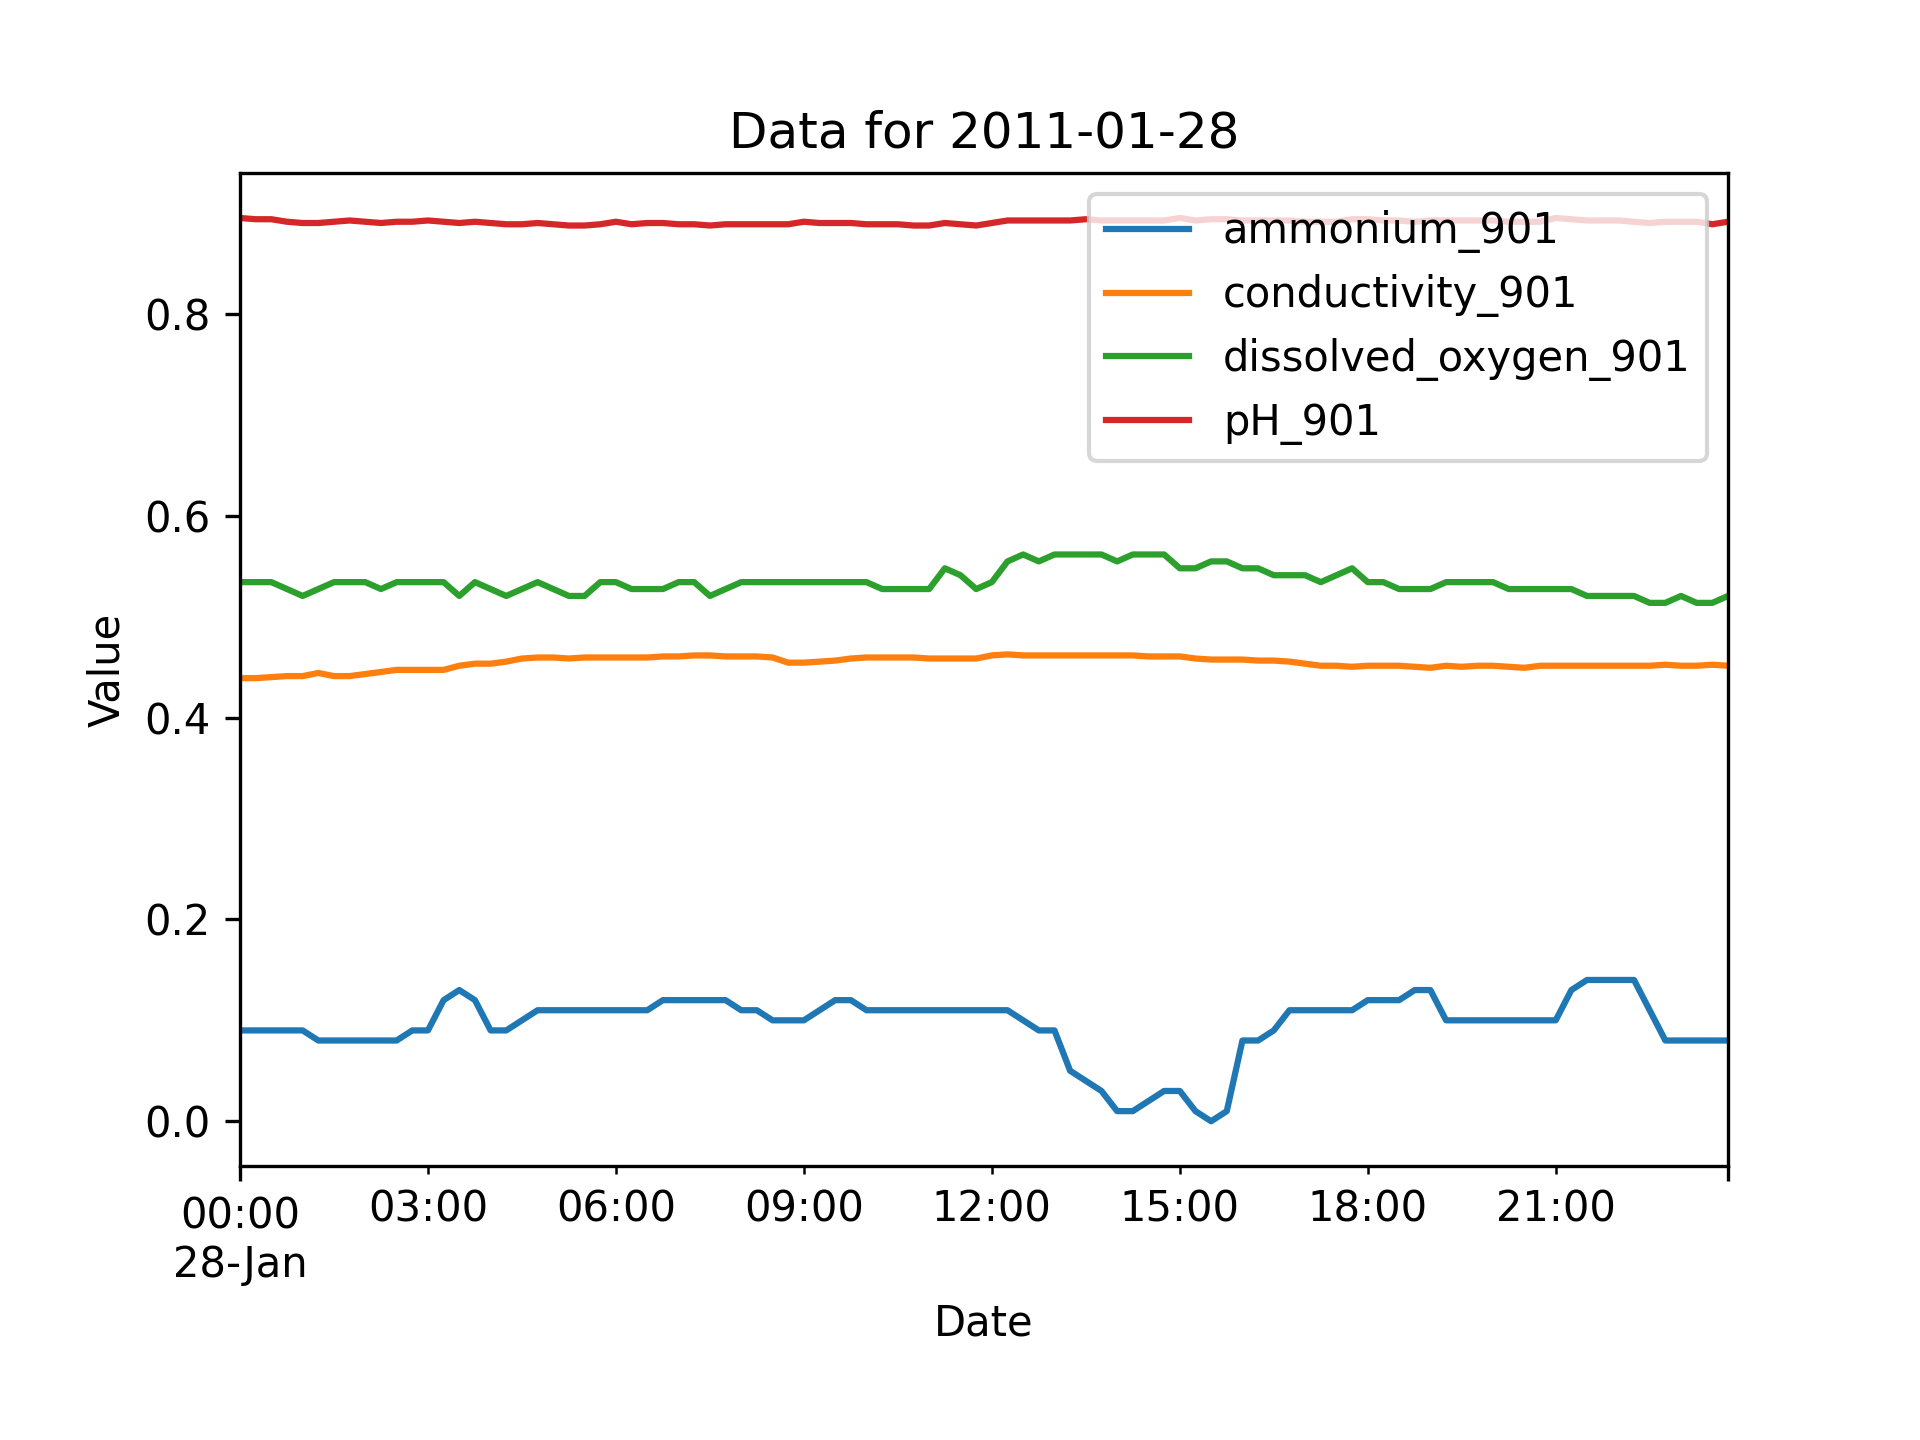 Data for 2011-01-28
ammonium_901
conductivity_901
dissolved_oxygen_901
pH_901
0.8
0.6
0.4
0.2
0.0
Value
00:00 03:00 06:00 09:00 12:00 15:00 18:00 21:00
28-Jan
Date